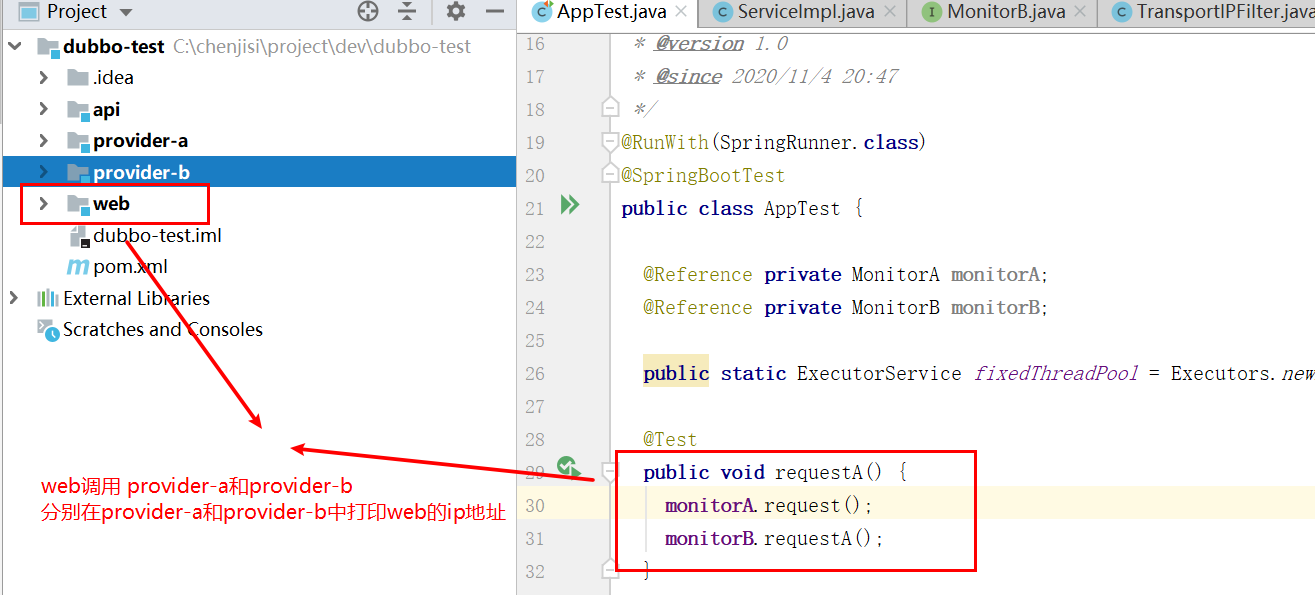 Project
dubbo-test C:\chenjisi\project\dev\dubbo-test
.idea
api
provider-a
provider-b
web
dubbo-test.iml
pom.xml
External Libraries
Scratches and Consoles
web调用 provider-a和provider-b
分别在provider-a和provider-b中打印web的ip地址
AppTest.java ServiceImpl.java MonitorB.java TransportIPFilter.java
16 * @version 1.0
17 * @since 2020/11/4 20:47
18 */
19 @RunWith(SpringRunner.class)
20 @SpringBootTest
21 public class AppTest {
22
23 @Reference private MonitorA monitorA;
24 @Reference private MonitorB monitorB;
25
26 public static ExecutorService fixedThreadPool = Executors.new
27
28 @Test
29 public void requestA() {
30 monitorA.request();
31 monitorB.requestA();
32 }